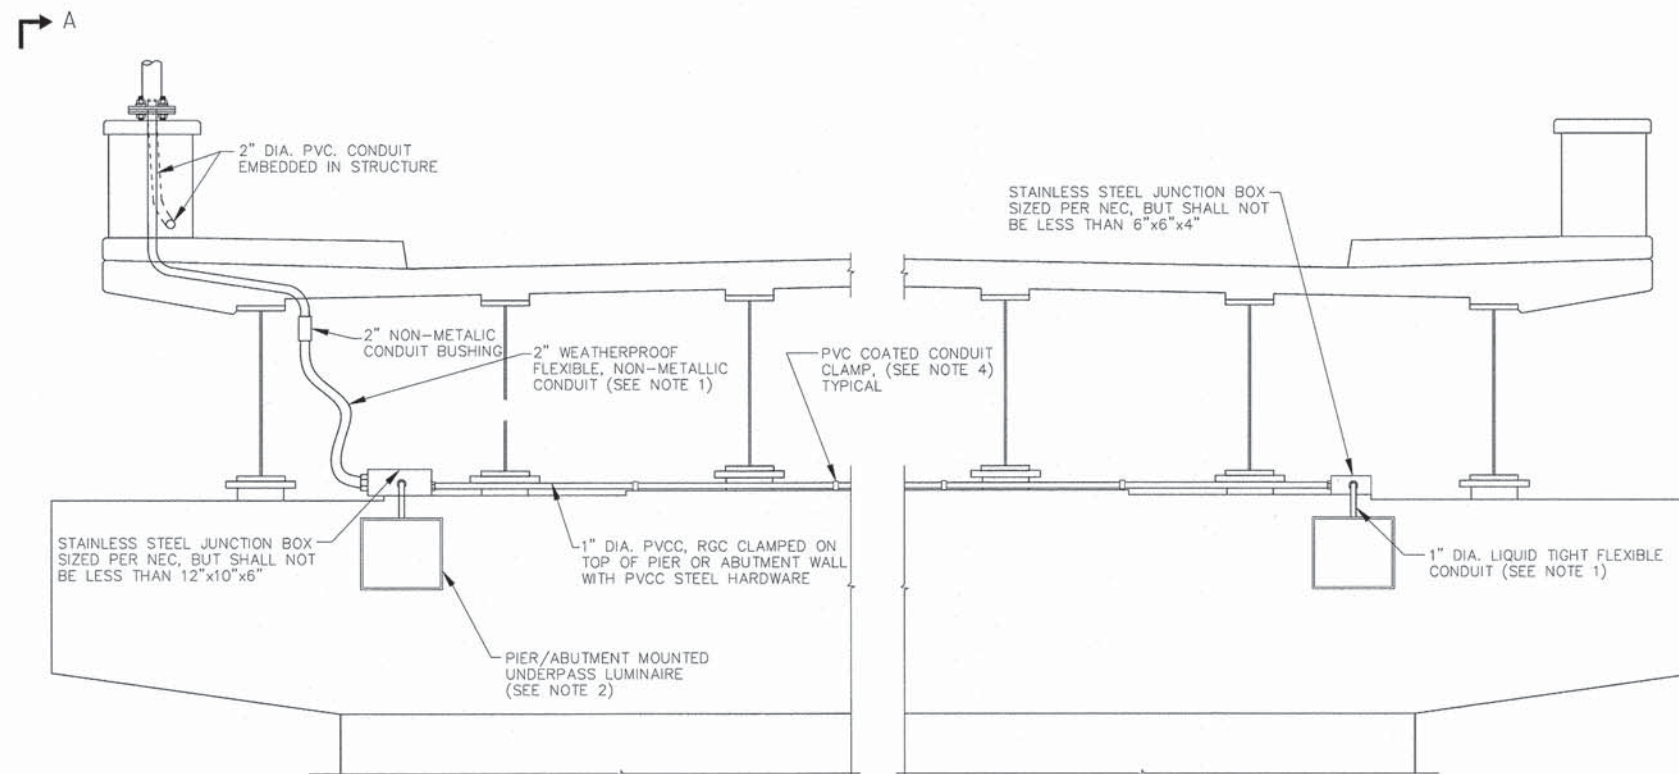 A
2" DIA. PVC. CONDUIT
EMBEDDED IN STRUCTURE
STAINLESS STEEL JUNCTION BOX
SIZED PER NEC, BUT SHALL NOT
BE LESS THAN 6"x6"x4"
2" NON-METALIC
CONDUIT BUSHING
2" WEATHERPROOF
FLEXIBLE, NON-METALLIC
CONDUIT (SEE NOTE 1)
PVC COATED CONDUIT
CLAMP, (SEE NOTE 4)
TYPICAL
STAINLESS STEEL JUNCTION BOX
SIZED PER NEC, BUT SHALL NOT
BE LESS THAN 12"x10"x6"
1" DIA. PVCC, RGC CLAMPED ON
TOP OF PIER OR ABUTMENT WALL
WITH PVCC STEEL HARDWARE
1" DIA. LIQUID TIGHT FLEXIBLE
CONDUIT (SEE NOTE 1)
PIER/ABUTMENT MOUNTED
UNDERPASS LUMINAIRE
(SEE NOTE 2)